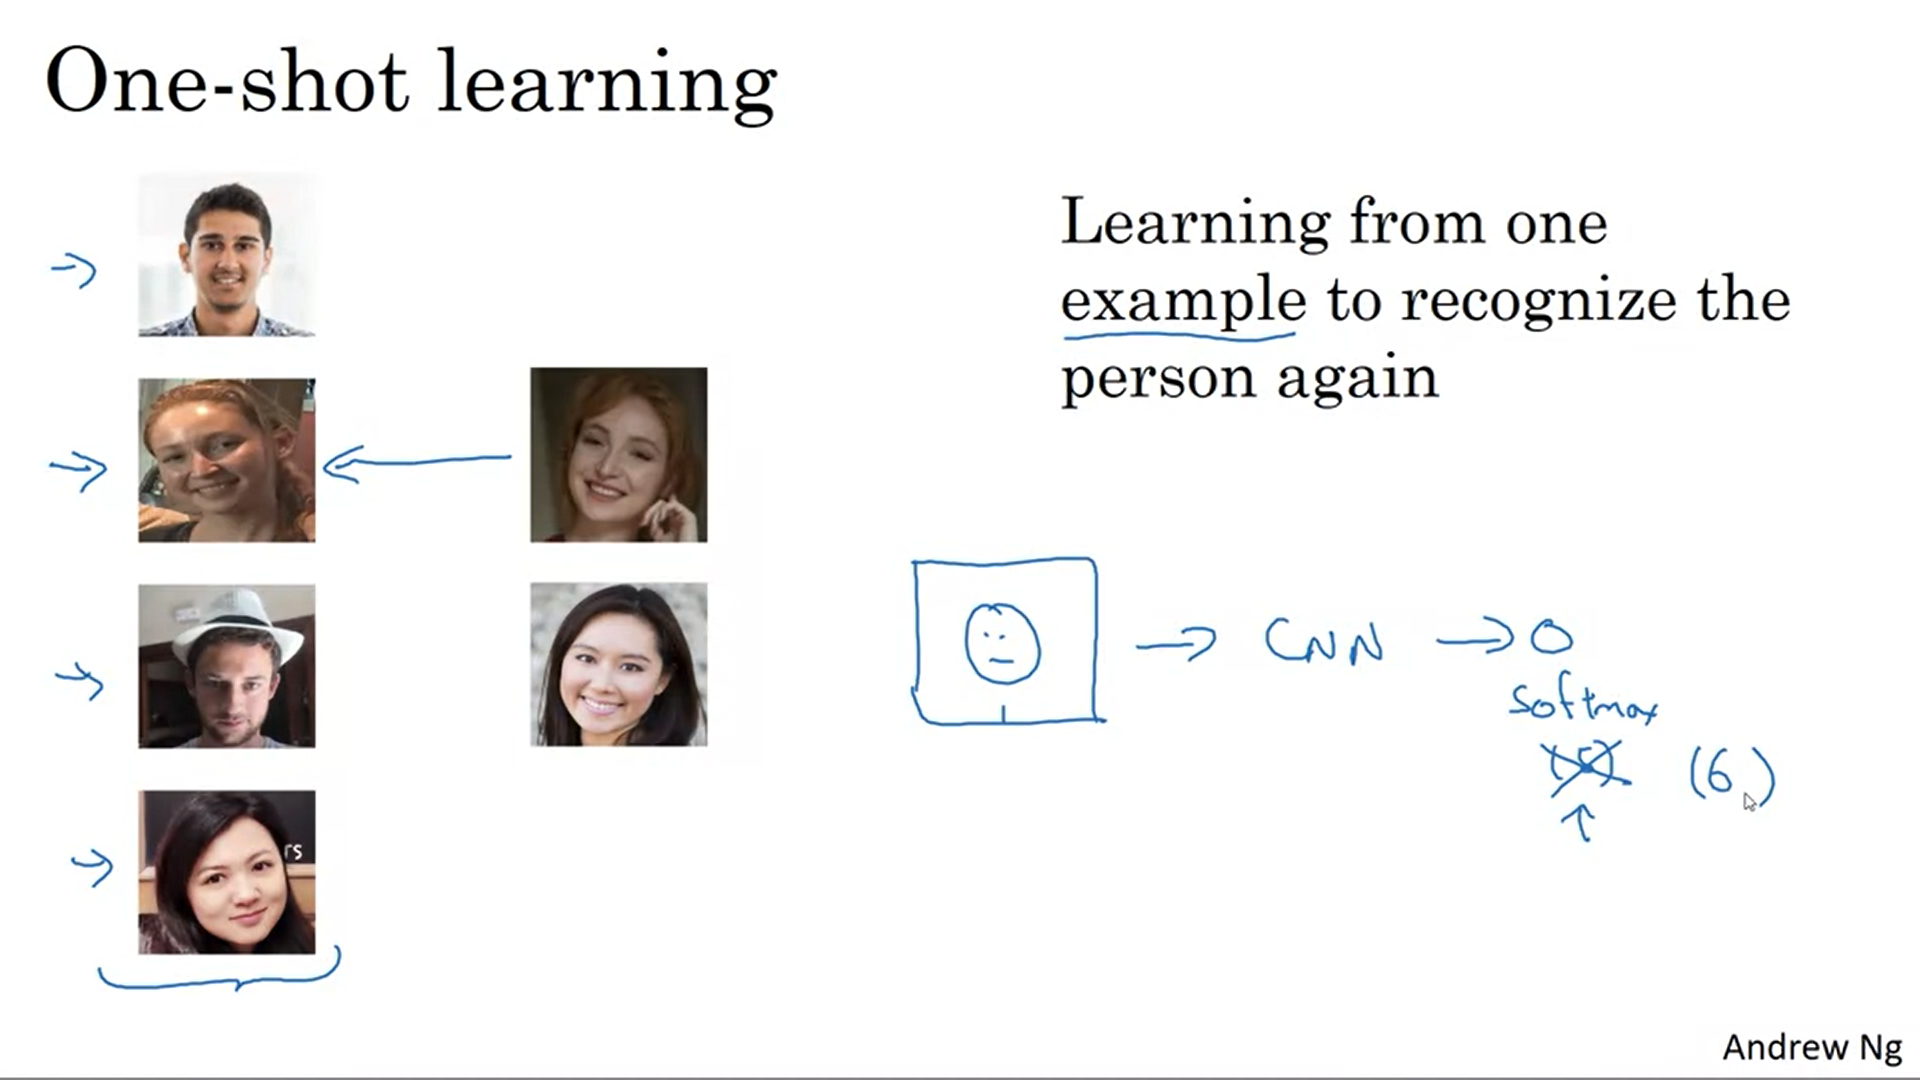 One-shot learning
Learning from one
example to recognize the
person again
rs
CNN
softmax
(6)
Andrew Ng